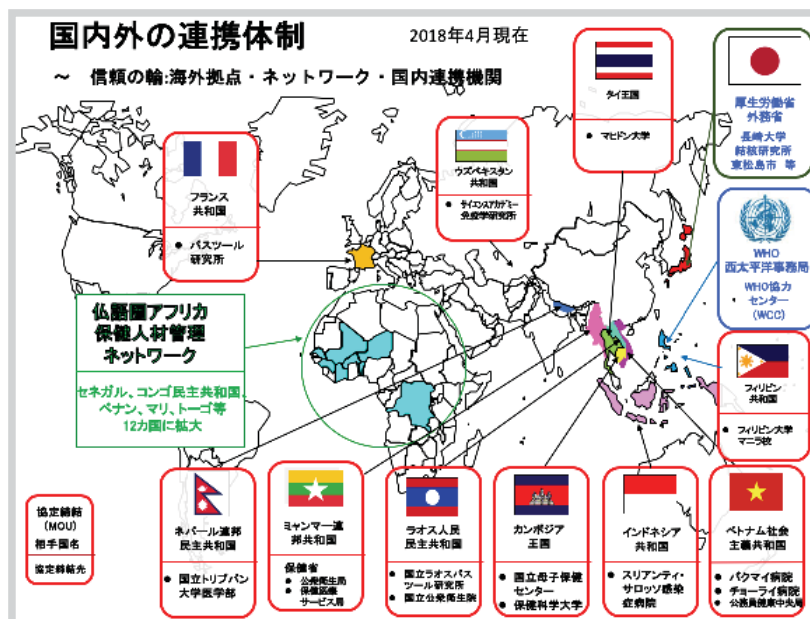 国内外の連携体制
2018年4月現在
～ 信頼の輪:海外拠点・ネットワーク・国内連携機関
タイ王国
● マヒドン大学
厚生労働省
外務省
長崎大学
結核研究所
東松島市 等
フランス
共和国
● パスツール
研究所
ウズベキスタン
共和国
● サイエンスアカデミー
免疫学研究所
WHO
西太平洋事務局
WHO協力
センター
(WCC)
仏語圏アフリカ
保健人材管理
ネットワーク
セネガル、コンゴ民主共和国、
ベナン、マリ、トーゴ等
12カ国に拡大
フィリピン
共和国
● フィリピン大学
マニラ校
協定締結
(MOU)
相手国名
協定締結先
ネパール連邦
民主共和国
● 国立トリブバン
大学医学部
ミャンマー連
邦共和国
保健省
● 公衆衛生局
● 保健医療
サービス局
ラオス人民
民主共和国
● 国立ラオスパス
ツール研究所
● 国立公衆衛生院
カンボジア
王国
● 国立母子保健
センター
● 保健科学大学
インドネシア
共和国
● スリアンティ・
サロッソ感染
症病院
ベトナム社会
主義共和国
● バクマイ病院
● チョーライ病院
● 公務員健康中央局